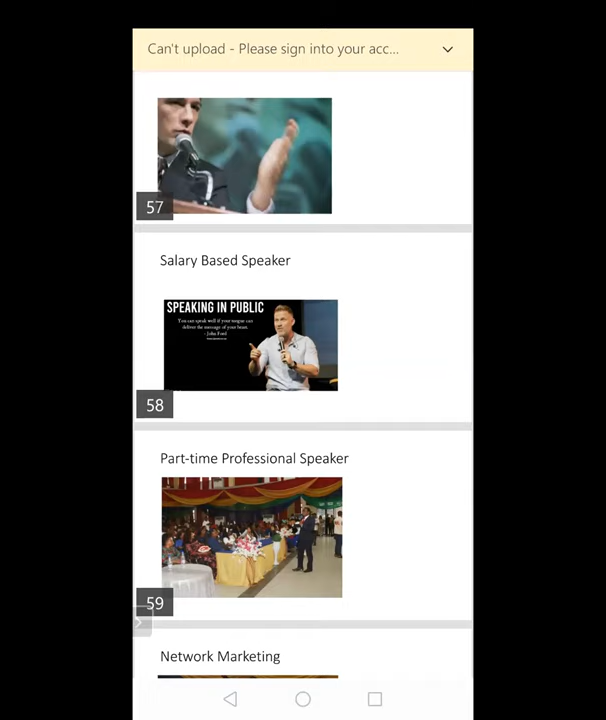 Can't upload - Please sign into your acc...
57
Salary Based Speaker
SPEAKING IN PUBLIC
You can speak well if your tongue can
deliver the message of your heart.
- John Ford
58
Part-time Professional Speaker
59
Network Marketing